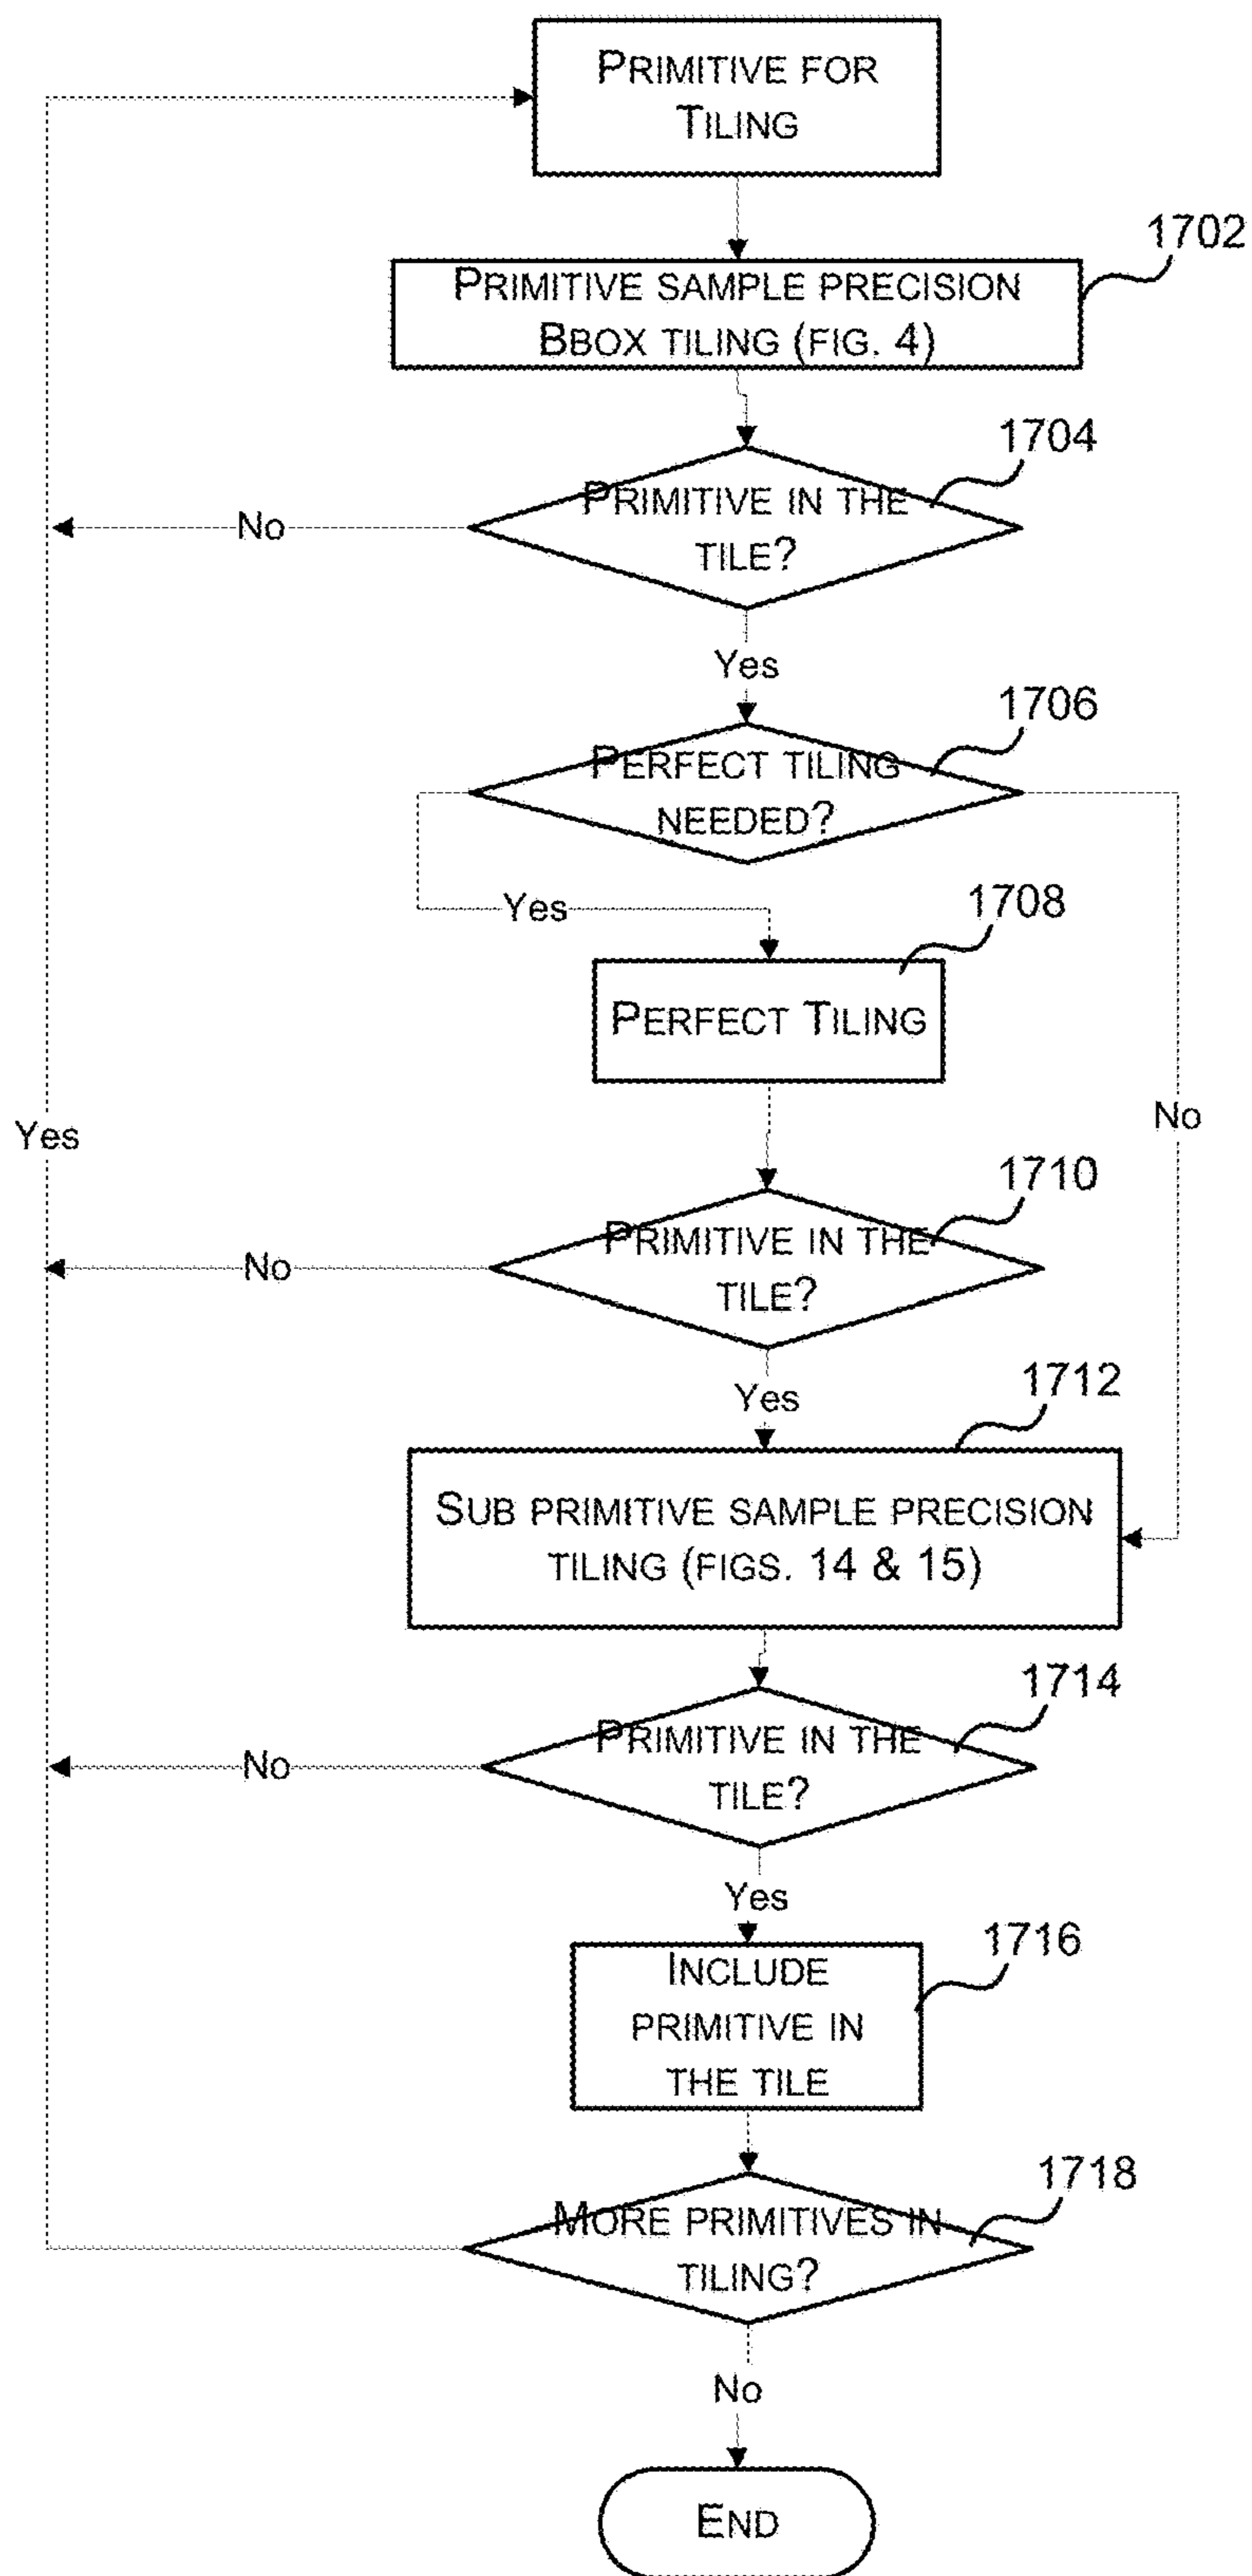 PRIMITIVE FOR
TILING
1702
PRIMITIVE SAMPLE PRECISION
BBOX TILING (FIG. 4)
1704
PRIMITIVE IN THE
TILE?
No
Yes
1706
PERFECT TILING
NEEDED?
Yes
1708
PERFECT TILING
No
Yes
1710
PRIMITIVE IN THE
TILE?
No
Yes
1712
SUB PRIMITIVE SAMPLE PRECISION
TILING (FIGS. 14 & 15)
1714
PRIMITIVE IN THE
TILE?
No
Yes
1716
INCLUDE
PRIMITIVE IN
THE TILE
1718
MORE PRIMITIVES IN
TILING?
No
END